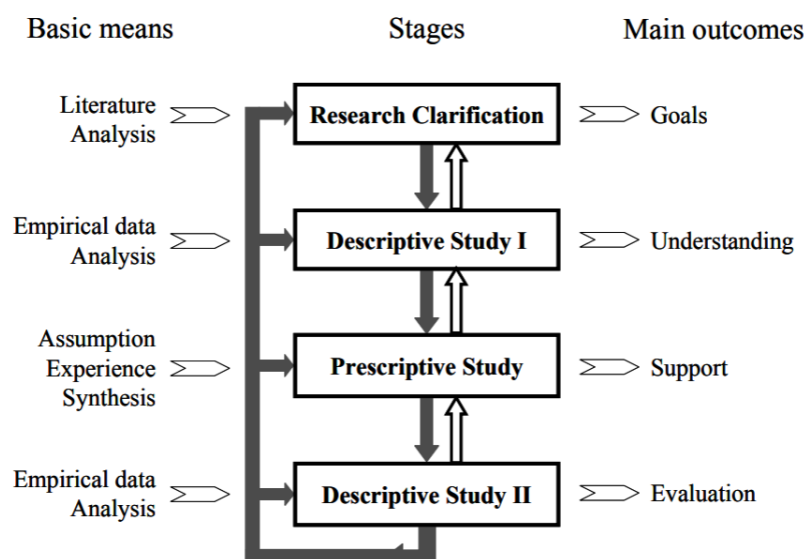 Basic means
Stages
Main outcomes
Literature
Analysis
Research Clarification
Goals
Empirical data
Analysis
Descriptive Study I
Understanding
Assumption
Experience
Synthesis
Prescriptive Study
Support
Empirical data
Analysis
Descriptive Study II
Evaluation